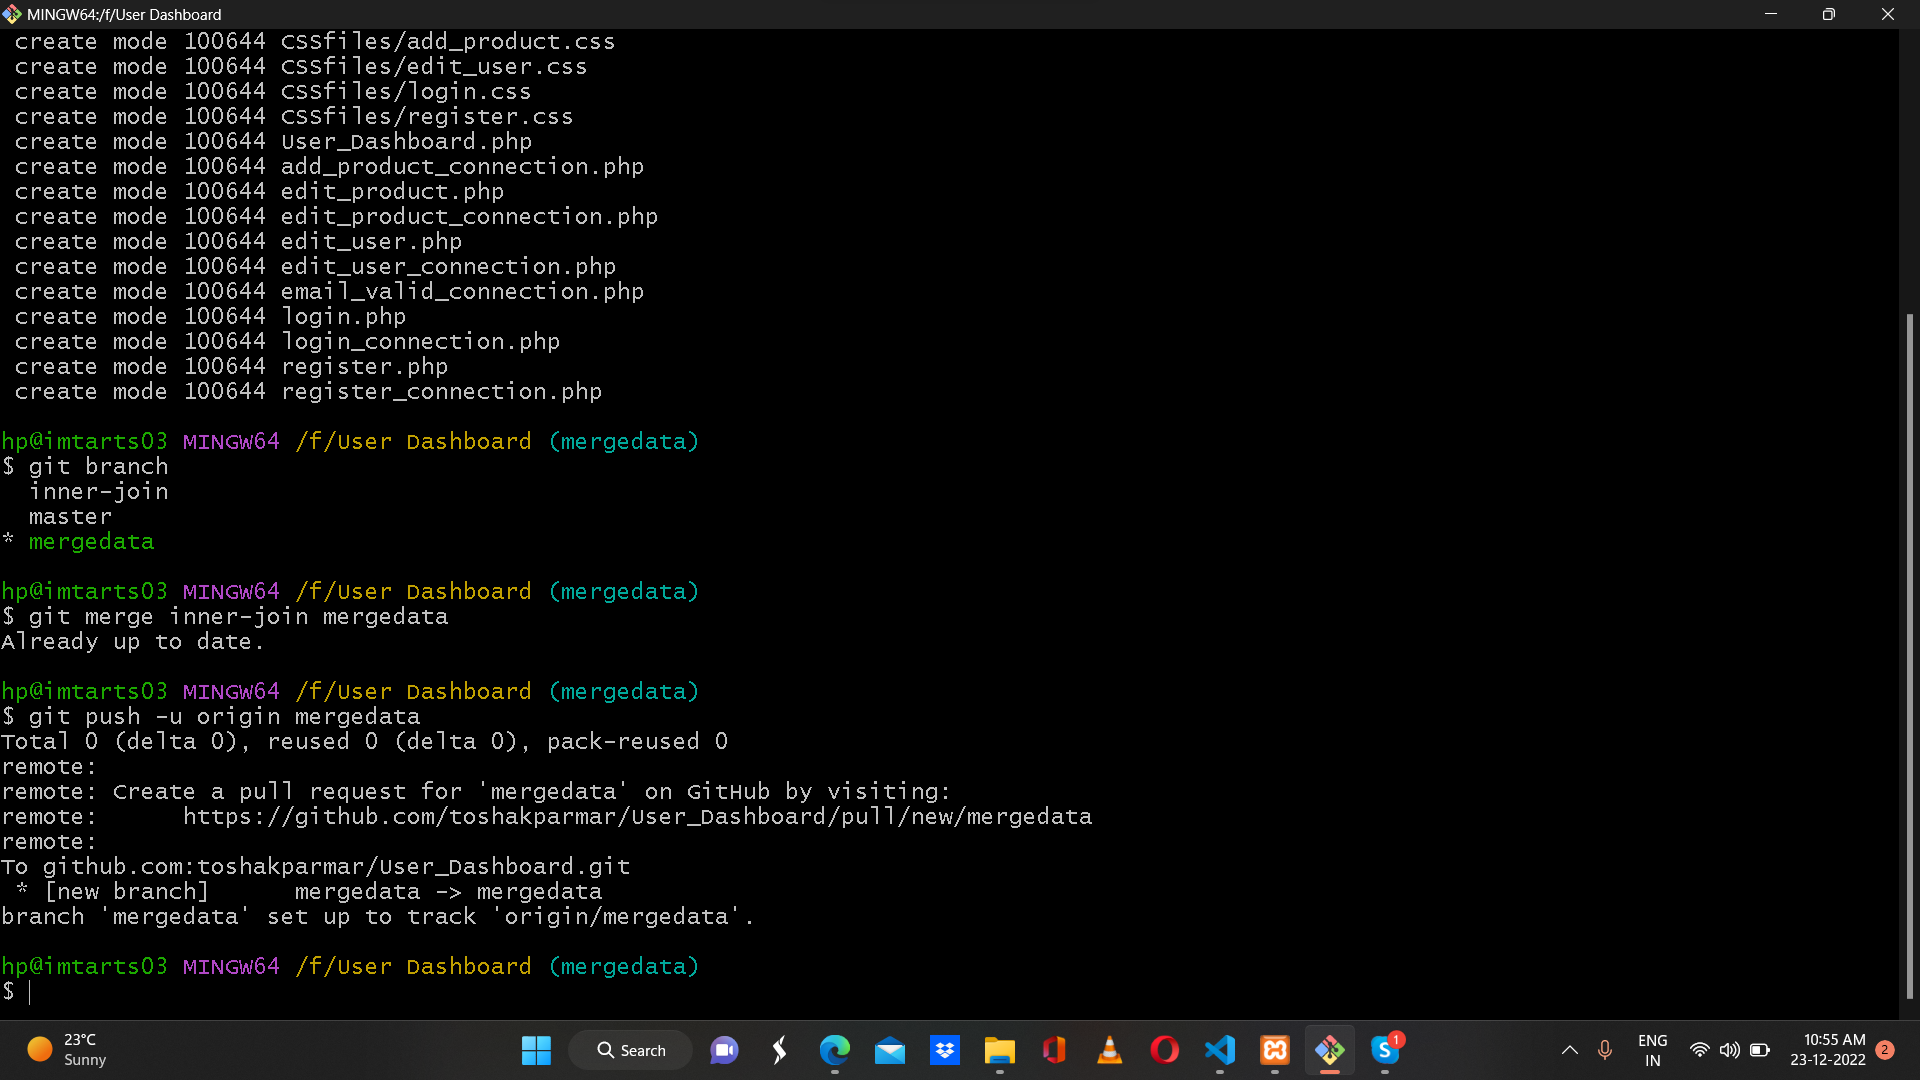 MINGW64:/f/User Dashboard
create mode 100644 CSSfiles/add_product.css
create mode 100644 CSSfiles/edit_user.css
create mode 100644 CSSfiles/login.css
create mode 100644 CSSfiles/register.css
create mode 100644 User_Dashboard.php
create mode 100644 add_product_connection.php
create mode 100644 edit_product.php
create mode 100644 edit_product_connection.php
create mode 100644 edit_user.php
create mode 100644 edit_user_connection.php
create mode 100644 email_valid_connection.php
create mode 100644 login.php
create mode 100644 login_connection.php
create mode 100644 register.php
create mode 100644 register_connection.php
hp@imtarts03 MINGW64 /f/User Dashboard (mergedata)
$ git branch
inner-join
master
* mergedata
hp@imtarts03 MINGW64 /f/User Dashboard (mergedata)
$ git merge inner-join mergedata
Already up to date.
hp@imtarts03 MINGW64 /f/User Dashboard (mergedata)
$ git push -u origin mergedata
Total 0 (delta 0), reused 0 (delta 0), pack-reused 0
remote:
remote: Create a pull request for 'mergedata' on GitHub by visiting:
remote:      https://github.com/toshakparmar/User_Dashboard/pull/new/mergedata
remote:
To github.com:toshakparmar/User_Dashboard.git
* [new branch]      mergedata -> mergedata
branch 'mergedata' set up to track 'origin/mergedata'.
hp@imtarts03 MINGW64 /f/User Dashboard (mergedata)
$
23°C
Sunny
Search
S
1
ENG
IN
10:55 AM
23-12-2022
2